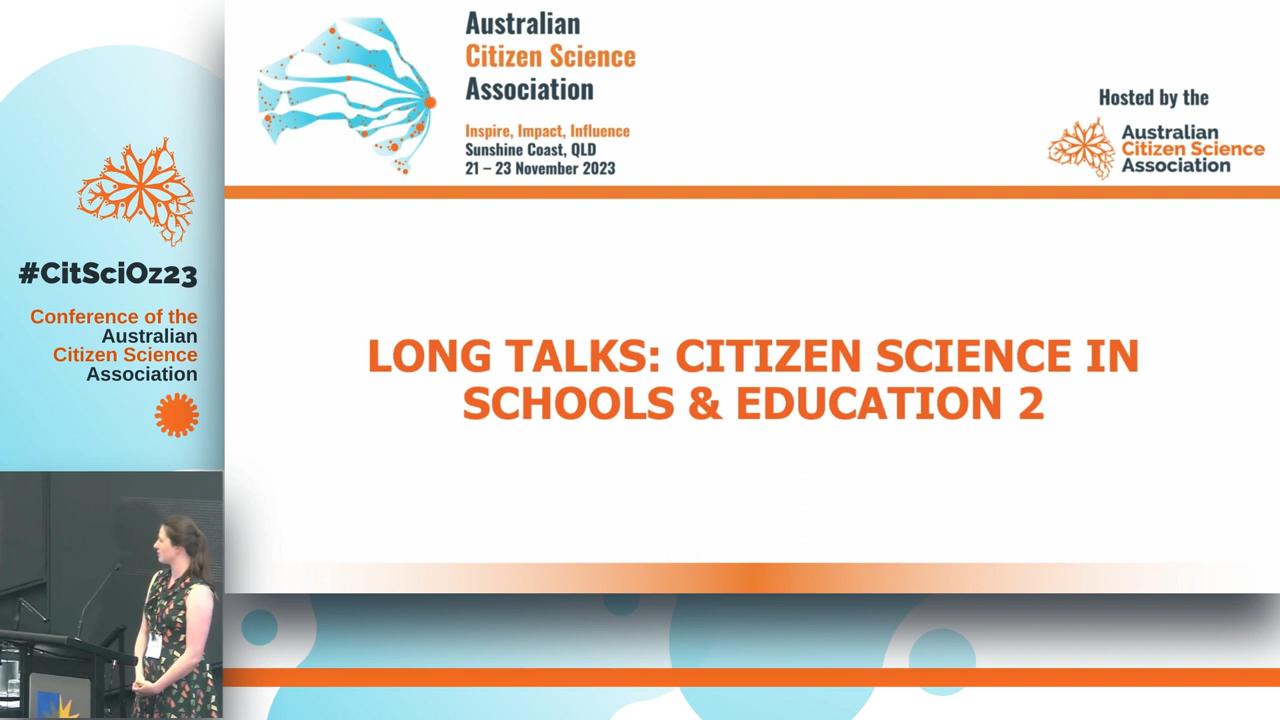 #CitSciOz23
Conference of the
Australian
Citizen Science
Association
Australian
Citizen Science
Association
Inspire, Impact, Influence
Sunshine Coast, QLD
21 – 23 November 2023
Hosted by the
Australian
Citizen Science
Association
LONG TALKS: CITIZEN SCIENCE IN
SCHOOLS & EDUCATION 2